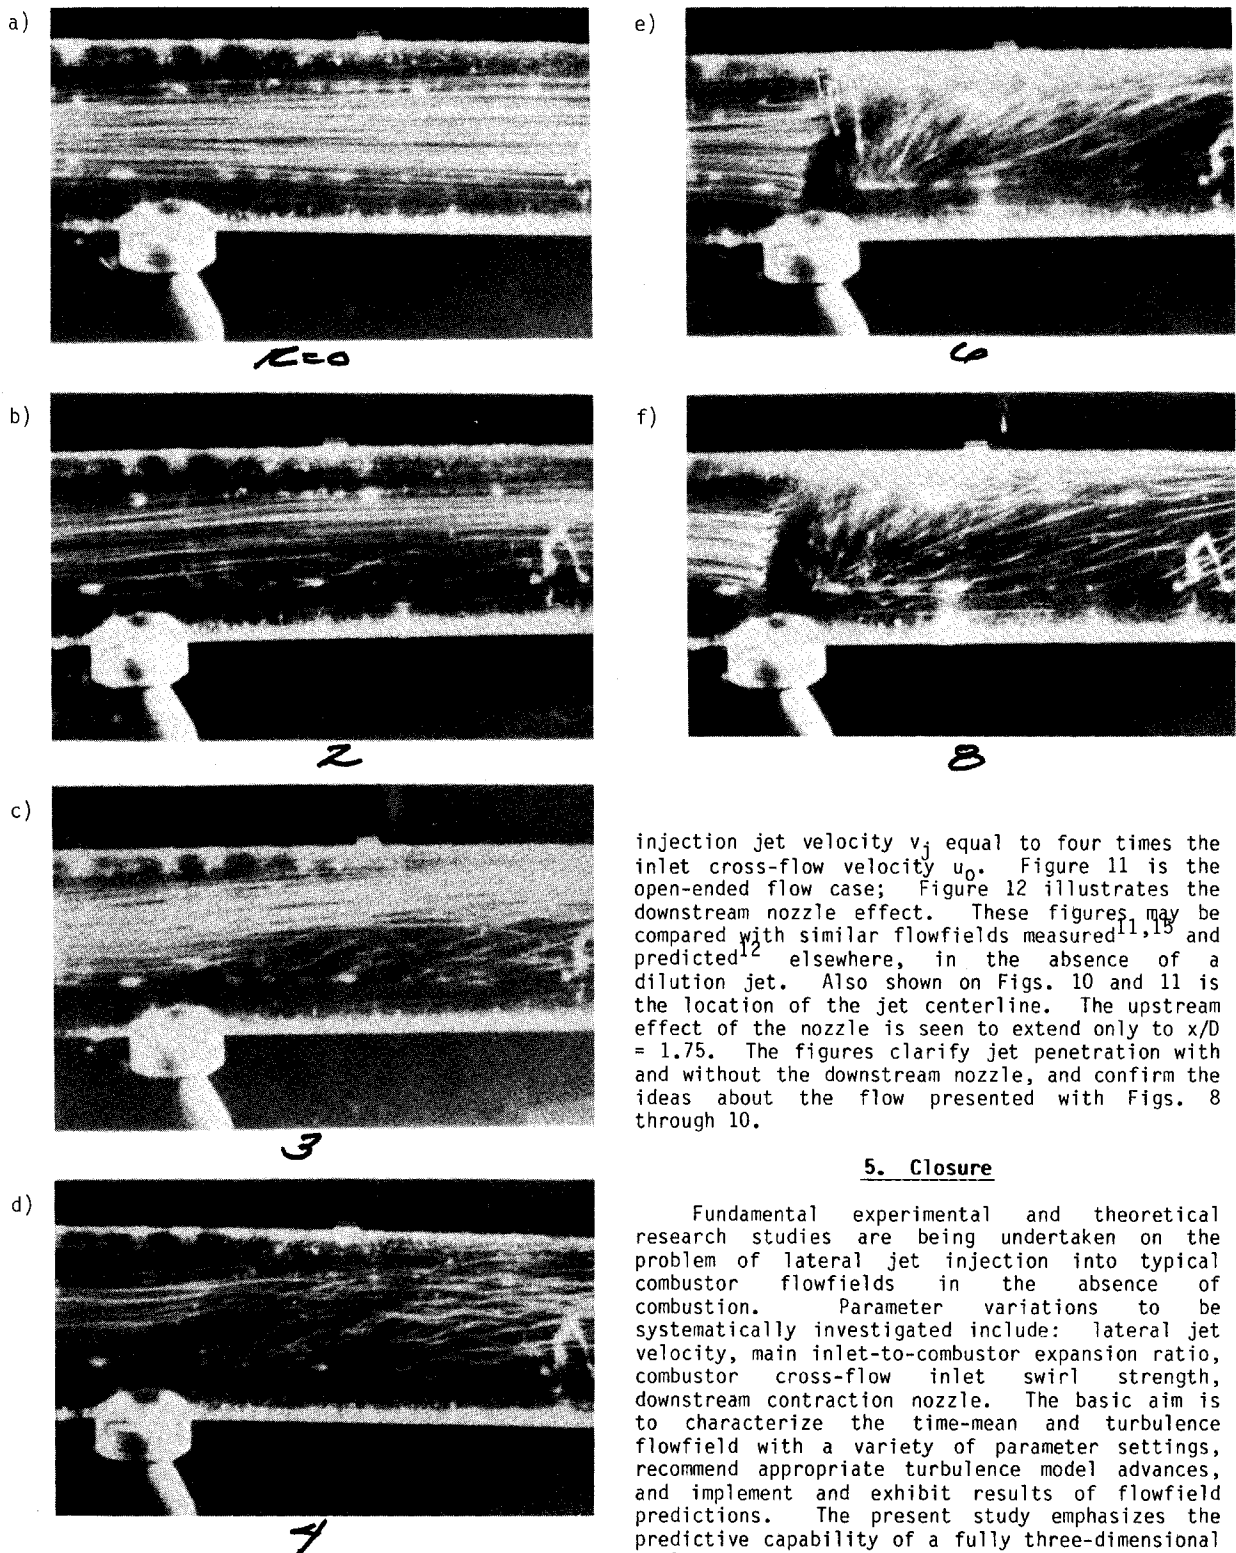 a)
R=0
b)
2
c)
3
d)
4
e)
6
f)
8
injection jet velocity vj equal to four times the
inlet cross-flow velocity u0. Figure 11 is the
open-ended flow case; Figure 12 illustrates the
downstream nozzle effect. These figures may be
compared with similar flowfields measured11,15 and
predicted12 elsewhere, in the absence of a
dilution jet. Also shown on Figs. 10 and 11 is
the location of the jet centerline. The upstream
effect of the nozzle is seen to extend only to x/D
= 1.75. The figures clarify jet penetration with
and without the downstream nozzle, and confirm the
ideas about the flow presented with Figs. 8
through 10.
5. Closure
Fundamental experimental and theoretical
research studies are being undertaken on the
problem of lateral jet injection into typical
combustor flowfields in the absence of
combustion. Parameter variations to be
systematically investigated include: lateral jet
velocity, main inlet-to-combustor expansion ratio,
combustor cross-flow inlet swirl strength,
downstream contraction nozzle. The basic aim is
to characterize the time-mean and turbulence
flowfield with a variety of parameter settings,
recommend appropriate turbulence model advances,
and implement and exhibit results of flowfield
predictions. The present study emphasizes the
predictive capability of a fully three-dimensional